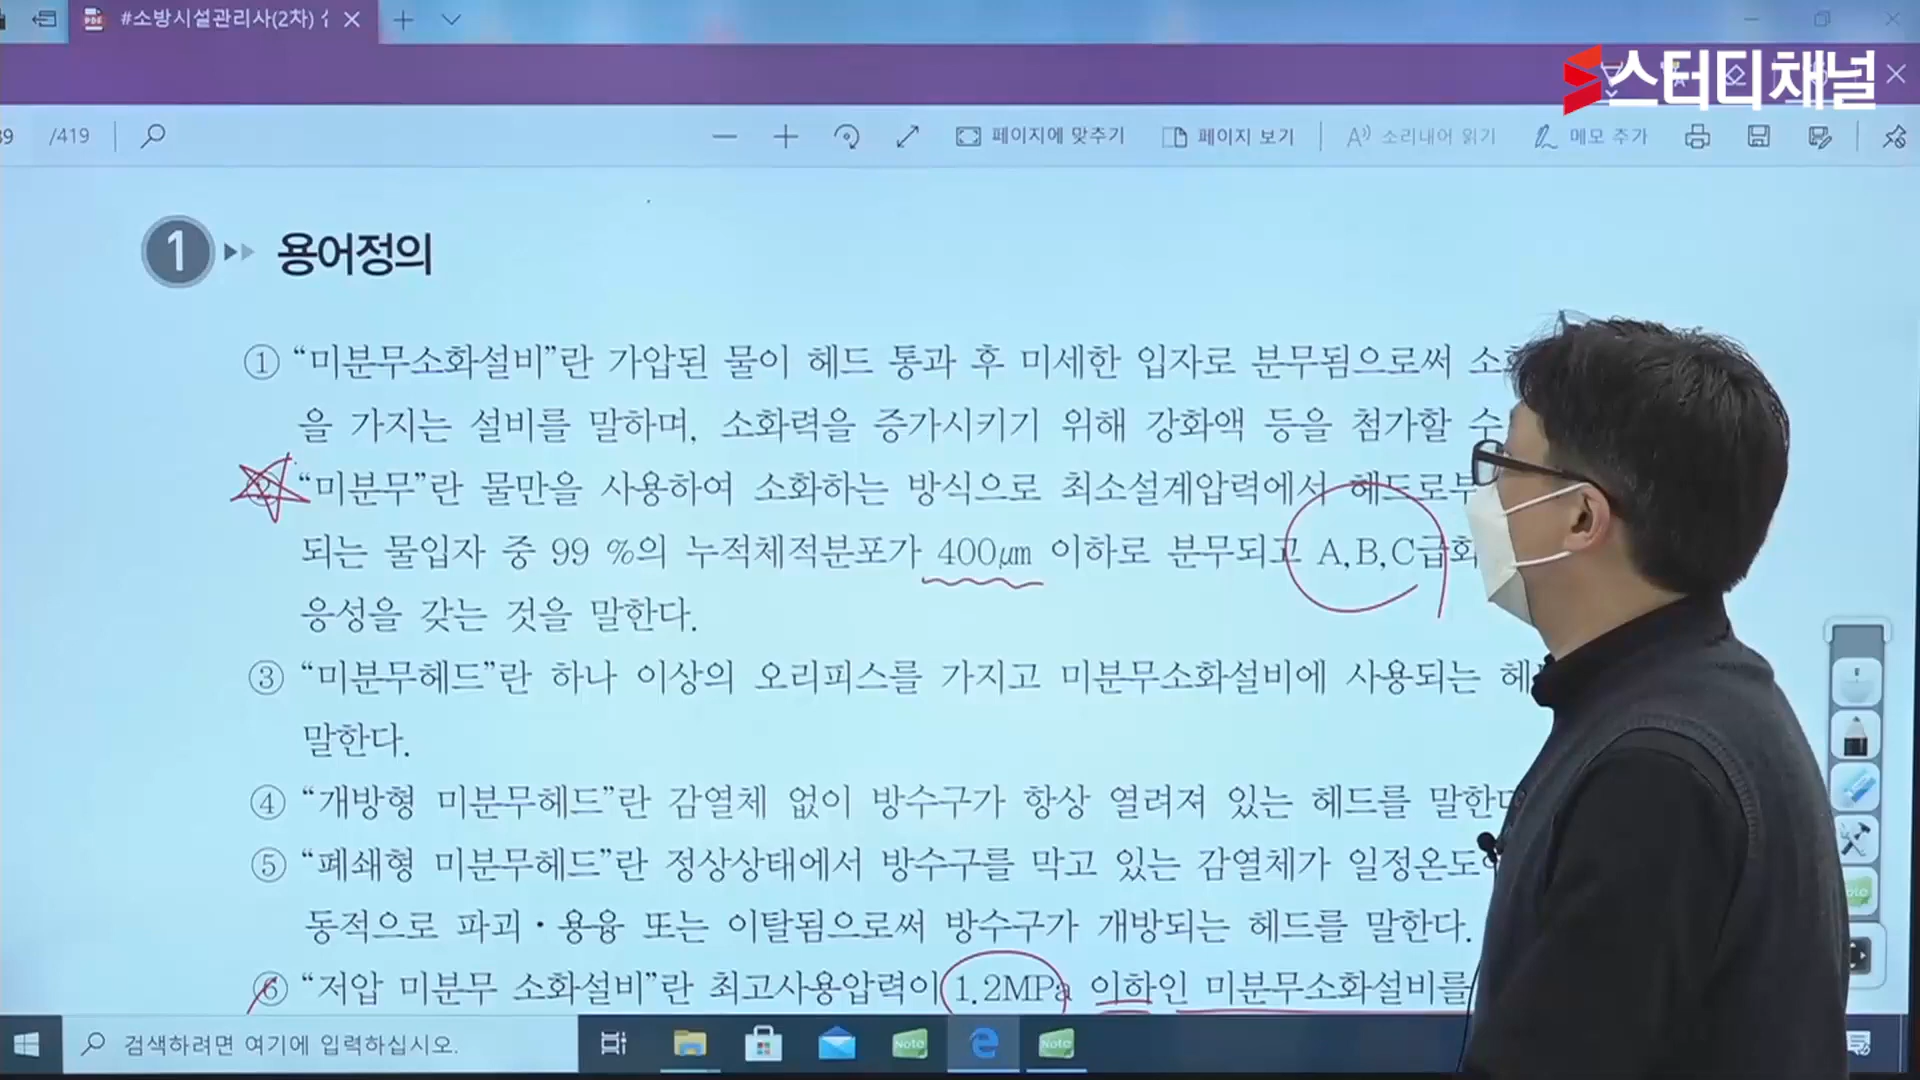 #소방시설관리사(2차)
스터디채널
/419
페이지에 맞추기
페이지 보기
소리내어 읽기
메모 추가
1 용어정의
① “미분무소화설비”란 가압된 물이 헤드 통과 후 미세한 입자로 분무됨으로써
을 가지는 설비를 말하며, 소화력을 증가시키기 위해 강화액 등을 첨가할 수
② “미분무”란 물만을 사용하여 소화하는 방식으로 최소설계압력에서 헤드로부
되는 물입자 중 99 %의 누적체적분포가 400㎛ 이하로 분무되고 A,B,C급화
응성을 갖는 것을 말한다.
③ “미분무헤드”란 하나 이상의 오리피스를 가지고 미분무소화설비에 사용되는
말한다.
④ “개방형 미분무헤드”란 감열체 없이 방수구가 항상 열려져 있는 헤드를 말한다
⑤ “폐쇄형 미분무헤드”란 정상상태에서 방수구를 막고 있는 감열체가 일정온도에
동적으로 파괴·용융 또는 이탈됨으로써 방수구가 개방되는 헤드를 말한다.
⑥ “저압 미분무 소화설비”란 최고사용압력이 1.2MPa 이하인 미분무소화설비를
검색하려면 여기에 입력하십시오.
Note
Note